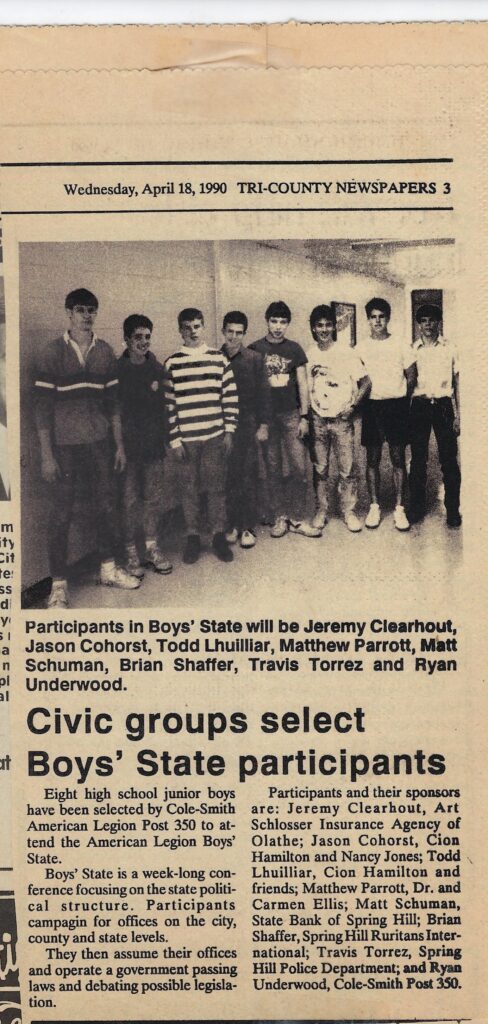 Wednesday, April 18, 1990 TRI-COUNTY NEWSPAPERS 3
Participants in Boys' State will be Jeremy Clearhout,
Jason Cohorst, Todd Lhuilliar, Matthew Parrott, Matt
Schuman, Brian Shaffer, Travis Torrez and Ryan
Underwood.
Civic groups select
Boys' State participants
Eight high school junior boys
have been selected by Cole-Smith
American Legion Post 350 to at-
tend the American Legion Boys'
State.
Boys' State is a week-long con-
ference focusing on the state politi-
cal structure. Participants
campagin for offices on the city,
county and state levels.
They then assume their offices
and operate a government passing
laws and debating possible legisla-
tion.
Participants and their sponsors
are: Jeremy Clearhout, Art
Schlosser Insurance Agency of
Olathe; Jason Cohorst, Cion
Hamilton and Nancy Jones; Todd
Lhuilliar, Cion Hamilton and
friends; Matthew Parrott, Dr. and
Carmen Ellis; Matt Schuman,
State Bank of Spring Hill; Brian
Shaffer, Spring Hill Ruritans Inter-
national; Travis Torrez, Spring
Hill Police Department; and Ryan
Underwood, Cole-Smith Post 350.